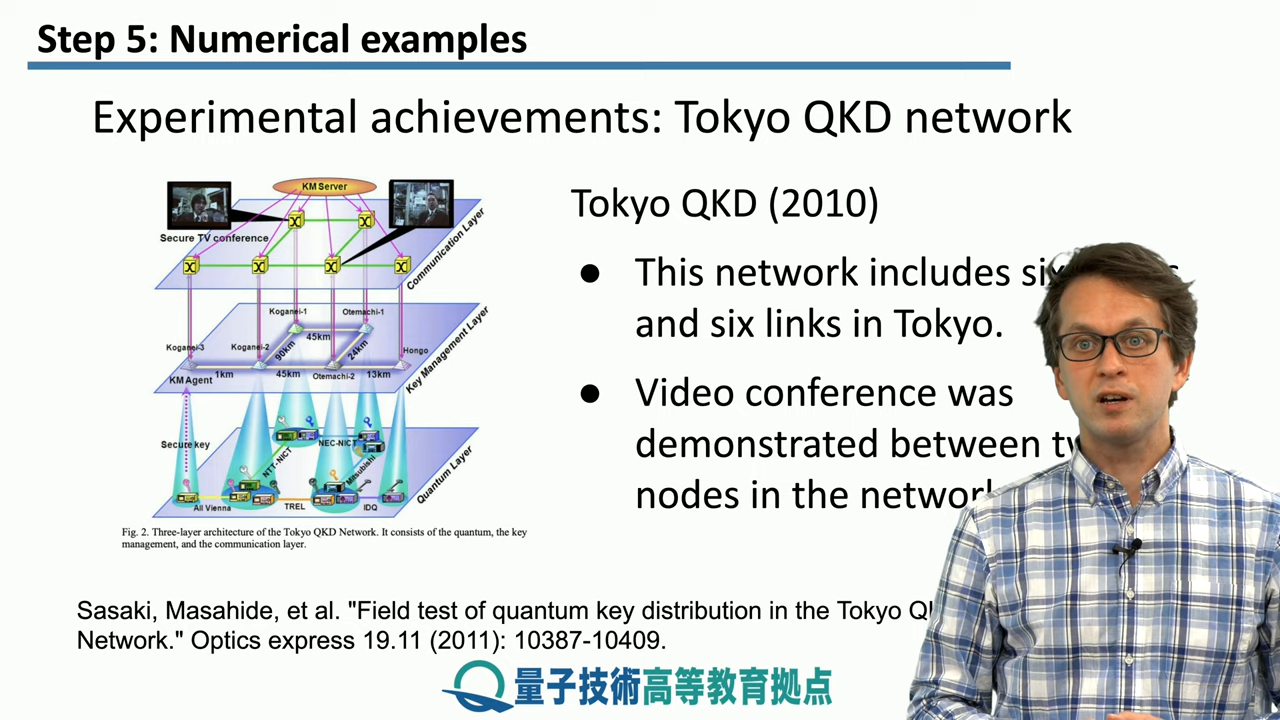 Step 5: Numerical examples
Experimental achievements: Tokyo QKD network
KM Server
Secure TV conference
Communication Layer
Tokyo QKD (2010)
This network includes six
and six links in Tokyo.
Video conference was
demonstrated between
nodes in the network
Koganei-1
Otemachi-1
45km
Koganei-3
Koganei-2
90km
24km
Hongo
1km
45km
Otemachi-2
13km
KM Agent
Key Management Layer
Secure key
NEC-NICT
NTT-NICT
Mitsubishi
All Vienna
TREL
IDQ
Quantum Layer
Fig. 2. Three-layer architecture of the Tokyo QKD Network. It consists of the quantum, the key
management, and the communication layer.
Sasaki, Masahide, et al. "Field test of quantum key distribution in the Tokyo
Network." Optics express 19.11 (2011): 10387-10409.
量子技術高等教育拠点